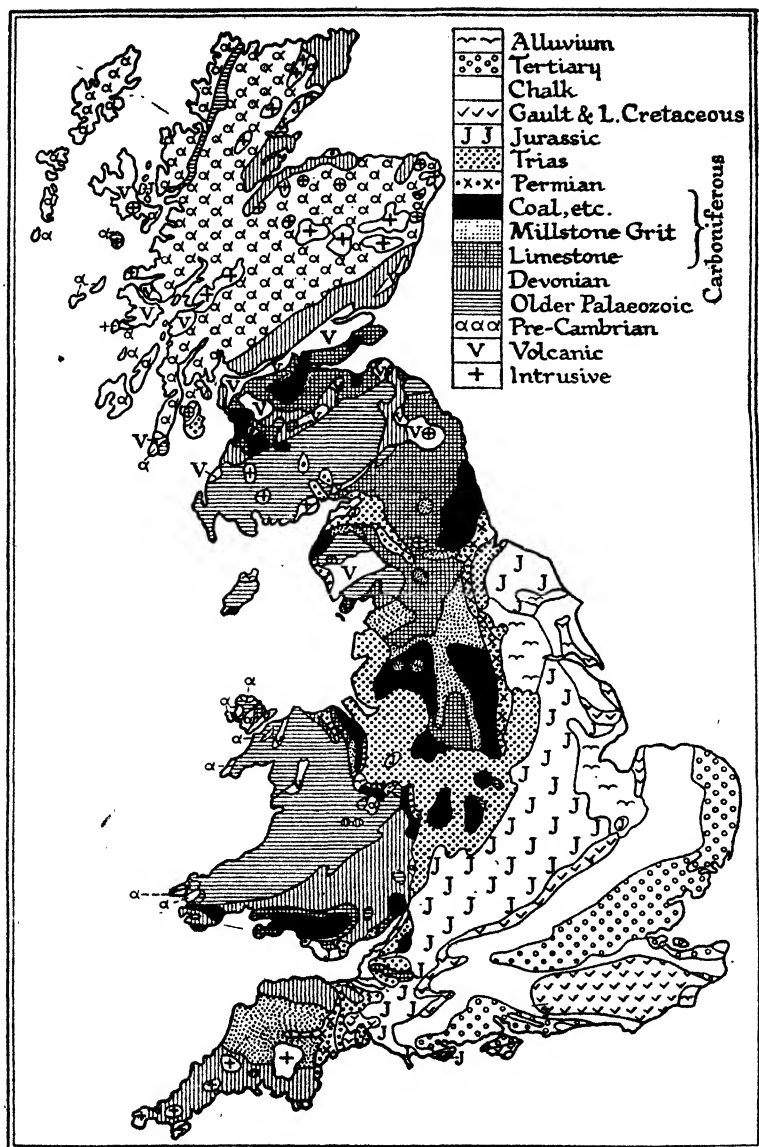 Alluvium
Tertiary
Chalk
Gault & L. Cretaceous
J J Jurassic
Trias
Permian
Coal, etc.
Millstone Grit
Limestone
Carboniferous
Devonian
Older Palaeozoic
α α α Pre-Cambrian
V Volcanic
+ Intrusive